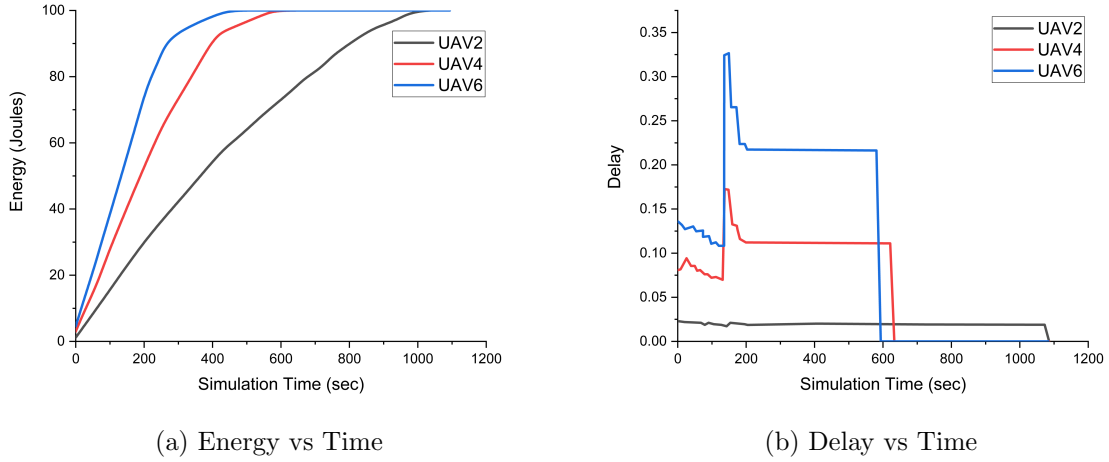 100
80
60
40
20
0
Energy (Joules)
0 200 400 600 800 1000 1200
Simulation Time (sec)
UAV2
UAV4
UAV6
(a) Energy vs Time
0.35
0.30
0.25
0.20
0.15
0.10
0.05
0.00
Delay
0 200 400 600 800 1000 1200
Simulation Time (sec)
UAV2
UAV4
UAV6
(b) Delay vs Time